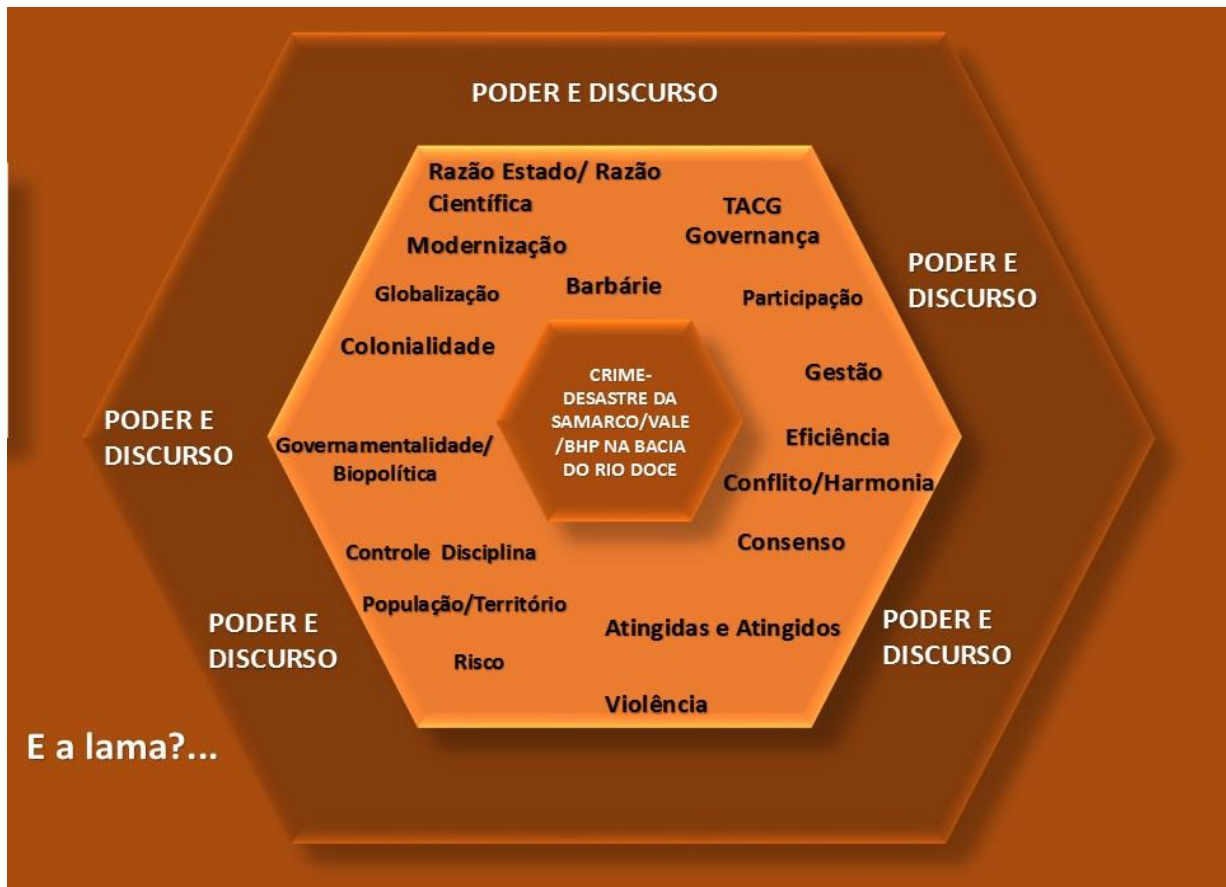 PODER E DISCURSO
Razão Estado/ Razão
Científica
TACG
Governança
Modernização
Barbárie
Globalização
Participação
PODER E
DISCURSO
Colonialidade
Gestão
CRIME-
DESASTRE DA
SAMARCO/VALE
/BHP NA BACIA
DO RIO DOCE
PODER E
DISCURSO
Governamentalidade/
Biopolítica
Eficiência
Conflito/Harmonia
Consenso
Controle Disciplina
População/Território
Risco
Atingidas e Atingidos
Violência
PODER E
DISCURSO
PODER E
DISCURSO
E a lama?...